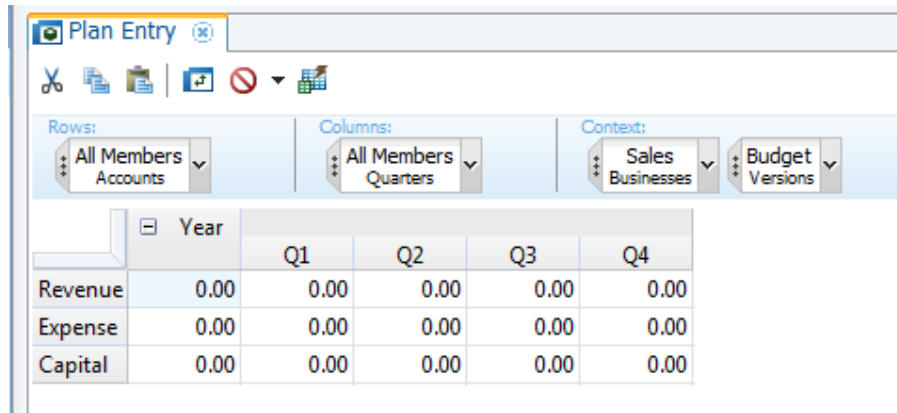 Plan Entry
Rows: Columns: Context:
All Members All Members Sales Budget
Accounts Quarters Businesses Versions
Year
Q1 Q2 Q3 Q4
Revenue 0.00 0.00 0.00 0.00 0.00
Expense 0.00 0.00 0.00 0.00 0.00
Capital 0.00 0.00 0.00 0.00 0.00